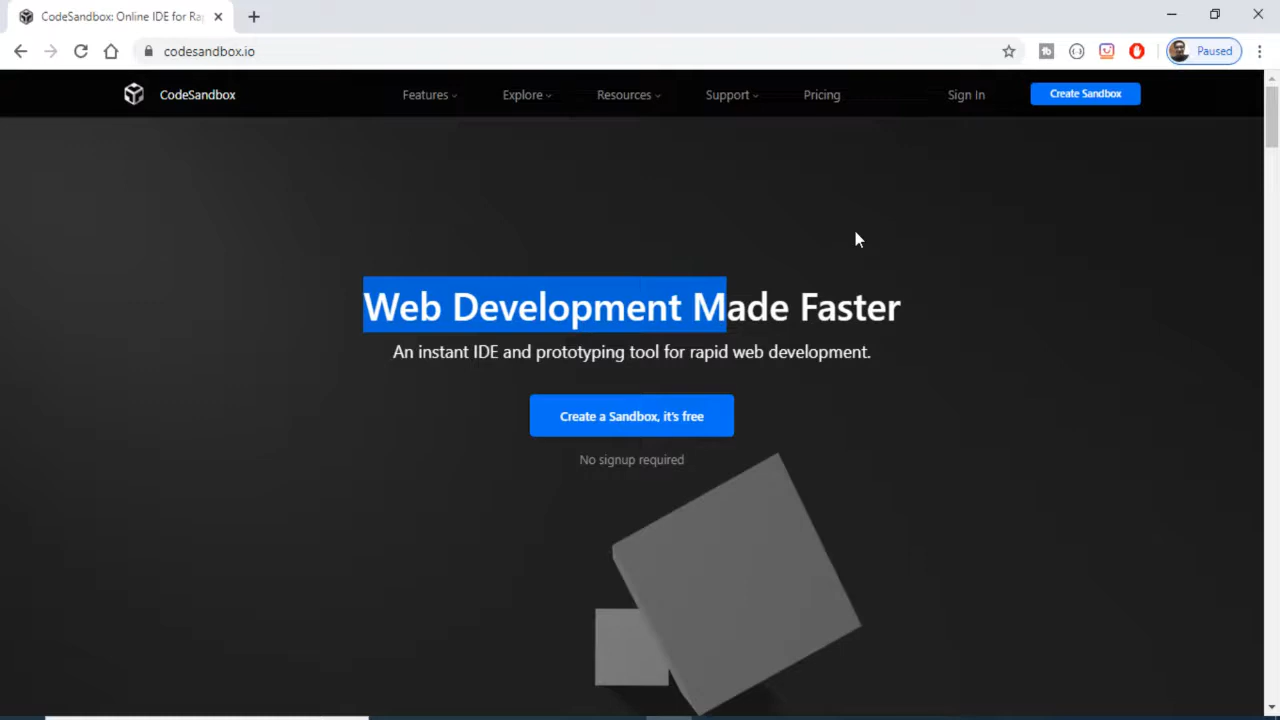 CodeSandbox: Online IDE for Ra
codesandbox.io
Paused
CodeSandbox
Features
Explore
Resources
Support
Pricing
Sign In
Create Sandbox
Web Development Made Faster
An instant IDE and prototyping tool for rapid web development.
Create a Sandbox, it's free
No signup required